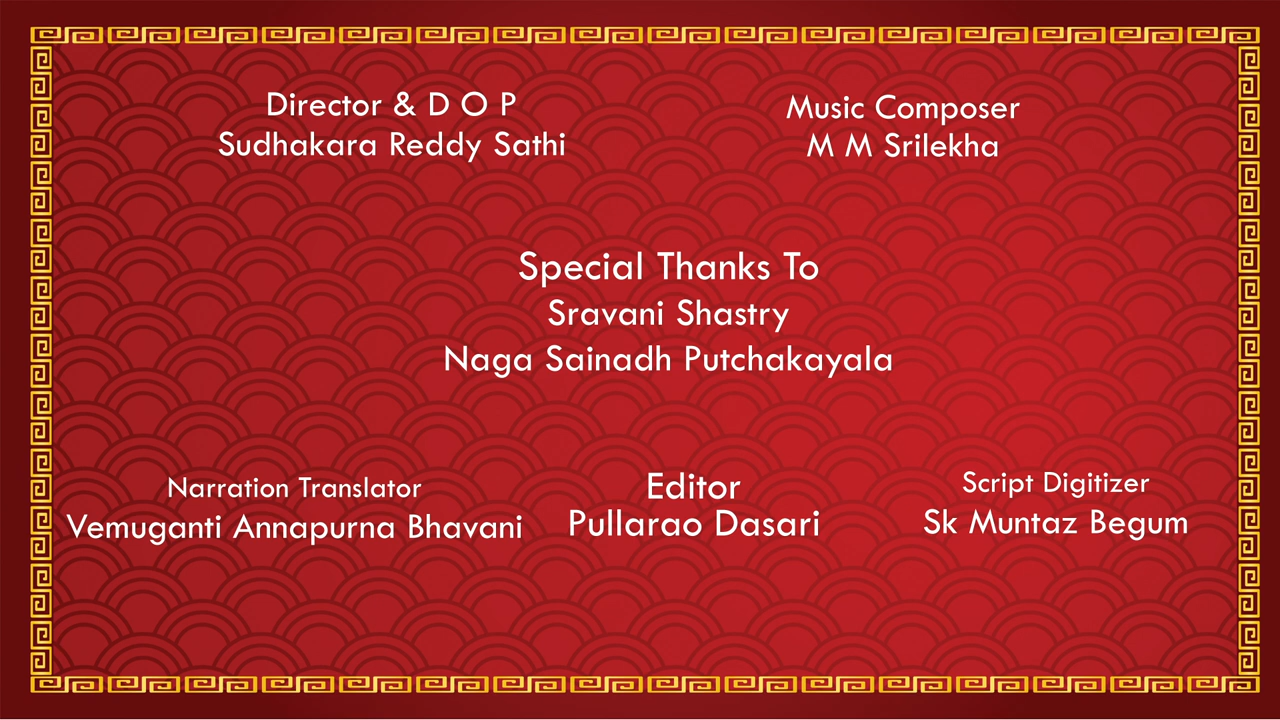 Director & D O P
Sudhakara Reddy Sathi
Music Composer
M M Srilekha
Special Thanks To
Sravani Shastry
Naga Sainadh Putchakayala
Narration Translator
Vemuganti Annapurna Bhavani
Editor
Pullarao Dasari
Script Digitizer
Sk Muntaz Begum